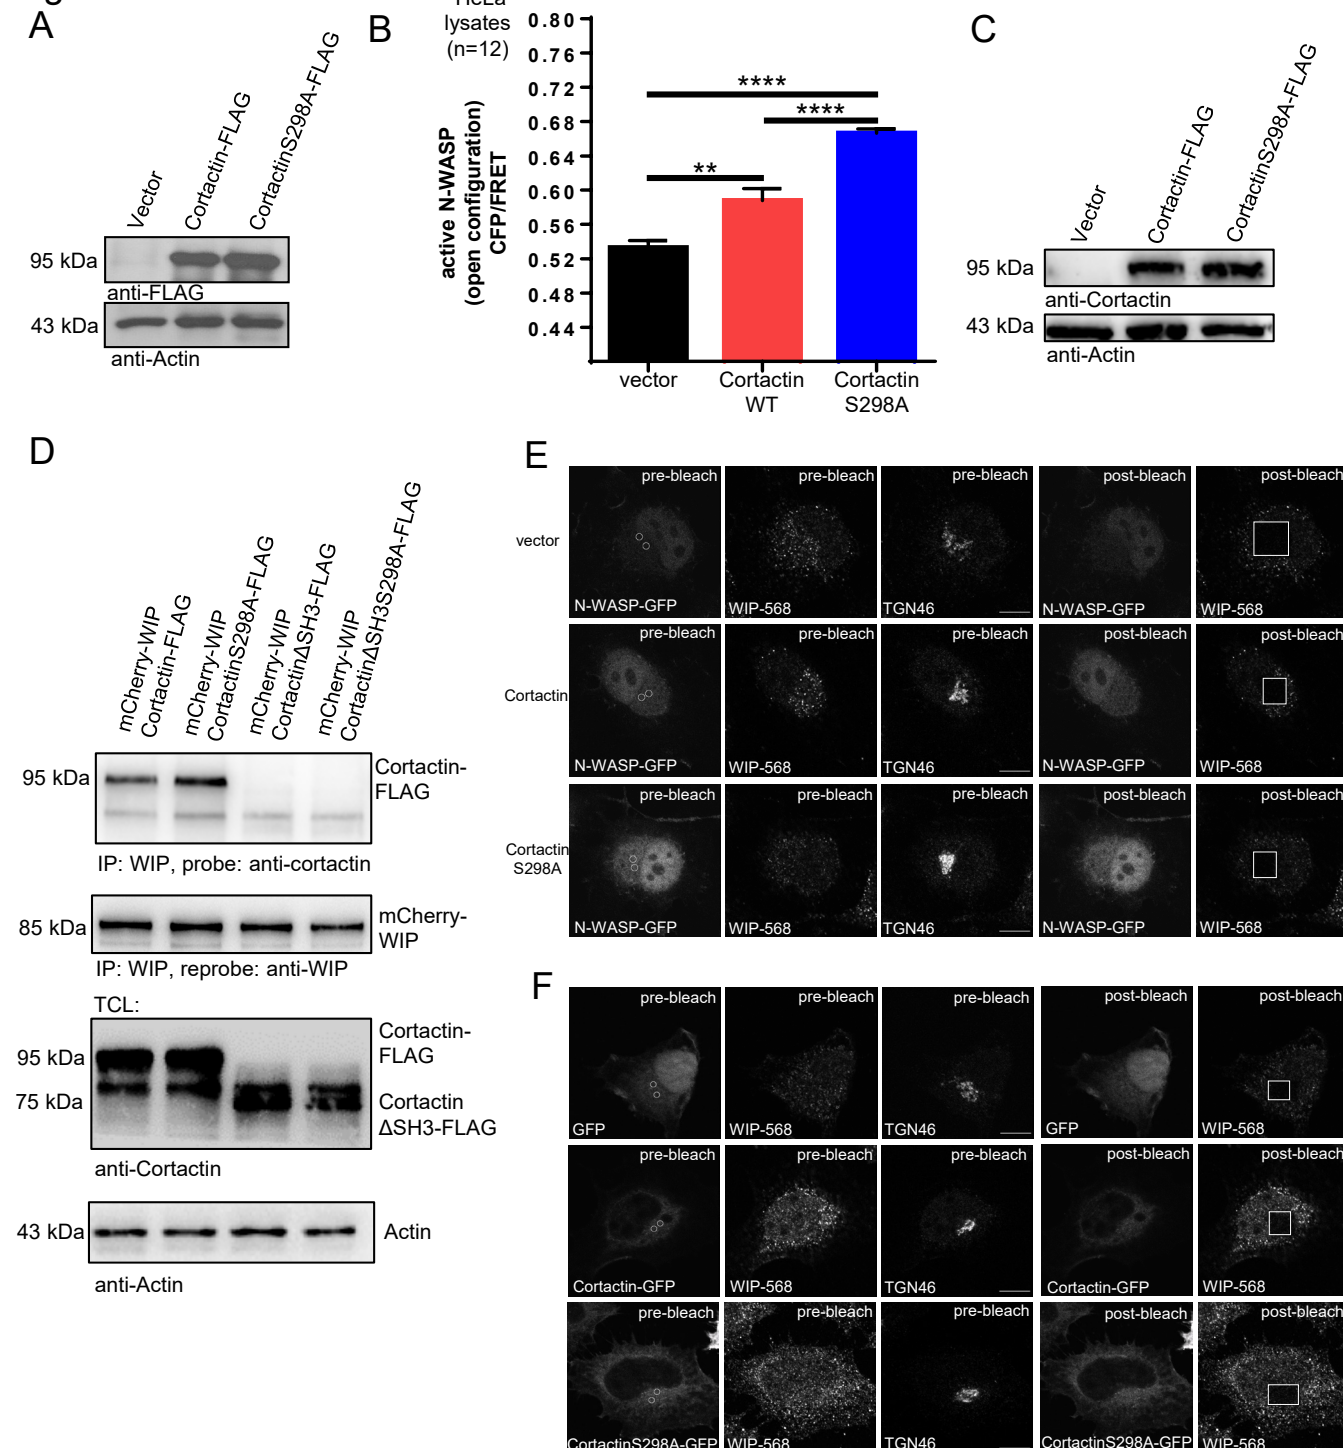 A
Vector
Cortactin-FLAG
CortactinS298A-FLAG
95 kDa
anti-FLAG
43 kDa
anti-Actin
B
HeLa
lysates
(n=12)
active N-WASP
(open configuration)
CFP/FRET
0.80
0.76
0.72
0.68
0.64
0.60
0.56
0.52
0.48
0.44
****
****
**
vector
Cortactin
WT
Cortactin
S298A
C
Vector
Cortactin-FLAG
CortactinS298A-FLAG
95 kDa
anti-Cortactin
43 kDa
anti-Actin
D
mCherry-WIP
Cortactin-FLAG
mCherry-WIP
CortactinS298A-FLAG
mCherry-WIP
CortactinΔSH3-FLAG
mCherry-WIP
CortactinΔSH3S298A-FLAG
95 kDa
Cortactin-
FLAG
IP: WIP, probe: anti-cortactin
85 kDa
mCherry-
WIP
IP: WIP, reprobe: anti-WIP
TCL:
95 kDa
Cortactin-
FLAG
75 kDa
Cortactin
ΔSH3-FLAG
anti-Cortactin
43 kDa
Actin
anti-Actin
E
pre-bleach pre-bleach pre-bleach post-bleach post-bleach
vector
N-WASP-GFP WIP-568 TGN46 N-WASP-GFP WIP-568
pre-bleach pre-bleach pre-bleach post-bleach post-bleach
Cortactin
N-WASP-GFP WIP-568 TGN46 N-WASP-GFP WIP-568
pre-bleach pre-bleach pre-bleach post-bleach post-bleach
Cortactin
S298A
N-WASP-GFP WIP-568 TGN46 N-WASP-GFP WIP-568
F
pre-bleach pre-bleach pre-bleach post-bleach post-bleach
GFP WIP-568 TGN46 GFP WIP-568
pre-bleach pre-bleach pre-bleach post-bleach post-bleach
Cortactin-GFP WIP-568 TGN46 Cortactin-GFP WIP-568
pre-bleach pre-bleach pre-bleach post-bleach post-bleach
CortactinS298A-GFP WIP-568 TGN46 CortactinS298A-GFP WIP-568